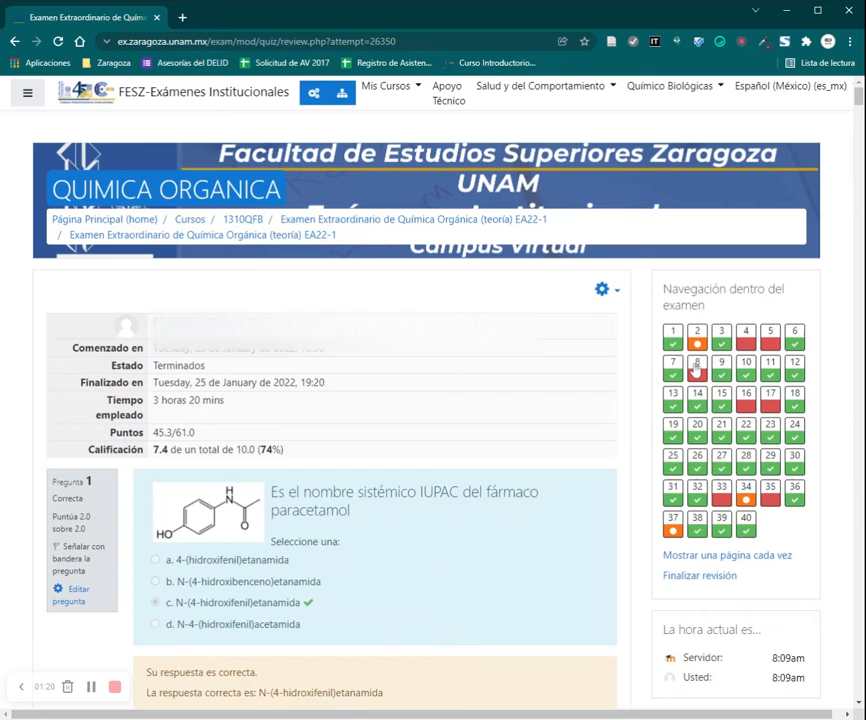 Examen Extraordinario de Quími
ex.zaragoza.unam.mx/exam/mod/quiz/review.php?attempt=26350
Aplicaciones
Zaragoza
Asesorías del DELID
Solicitud de AV 2017
Registro de Asisten...
Curso Introductorio...
Lista de lectura
FESZ-Exámenes Institucionales
Mis Cursos
Apoyo Técnico
Salud y del Comportamiento
Químico Biológicas
Español (México) (es_mx)
Facultad de Estudios Superiores Zaragoza
UNAM
QUIMICA ORGANICA
Página Principal (home) / Cursos / 1310QFB / Examen Extraordinario de Química Orgánica (teoría) EA22-1
/ Examen Extraordinario de Química Orgánica (teoría) EA22-1
Campus Virtual
Comenzado en Tuesday, 25 de January de 2022, 16:00
Estado Terminados
Finalizado en Tuesday, 25 de January de 2022, 19:20
Tiempo empleado 3 horas 20 mins
Puntos 45.3/61.0
Calificación 7.4 de un total de 10.0 (74%)
Pregunta 1
Correcta
Puntúa 2.0
sobre 2.0
Señalar con
bandera la
pregunta
Editar
pregunta
H
N
O
HO
Es el nombre sistémico IUPAC del fármaco
paracetamol
Seleccione una:
a. 4-(hidroxifenil)etanamida
b. N-(4-hidroxibenceno)etanamida
c. N-(4-hidroxifenil)etanamida
d. N-4-(hidroxifenil)acetamida
Su respuesta es correcta.
La respuesta correcta es: N-(4-hidroxifenil)etanamida
Navegación dentro del
examen
1 2 3 4 5 6
7 8 9 10 11 12
13 14 15 16 17 18
19 20 21 22 23 24
25 26 27 28 29 30
31 32 33 34 35 36
37 38 39 40
Mostrar una página cada vez
Finalizar revisión
La hora actual es...
Servidor: 8:09am
Usted: 8:09am
01:20